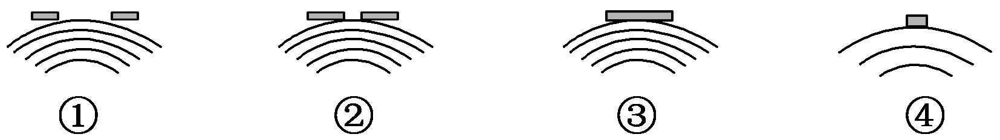 ① ② ③ ④